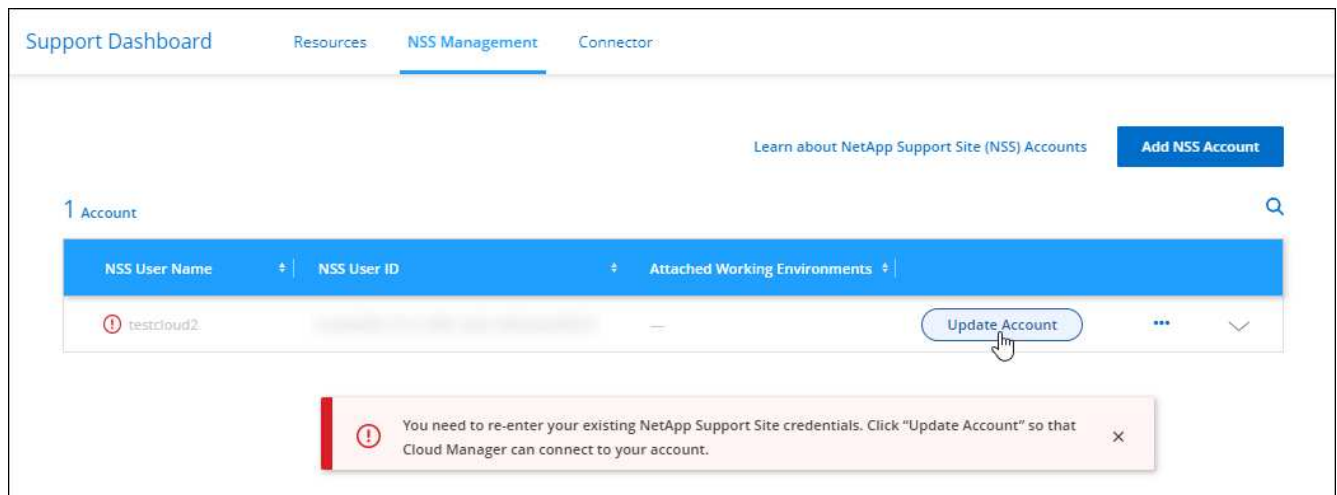 Support Dashboard Resources NSS Management Connector
Learn about NetApp Support Site (NSS) Accounts Add NSS Account
1 Account
NSS User Name NSS User ID Attached Working Environments
testcloud2 — Update Account ...
You need to re-enter your existing NetApp Support Site credentials. Click “Update Account” so that
Cloud Manager can connect to your account.